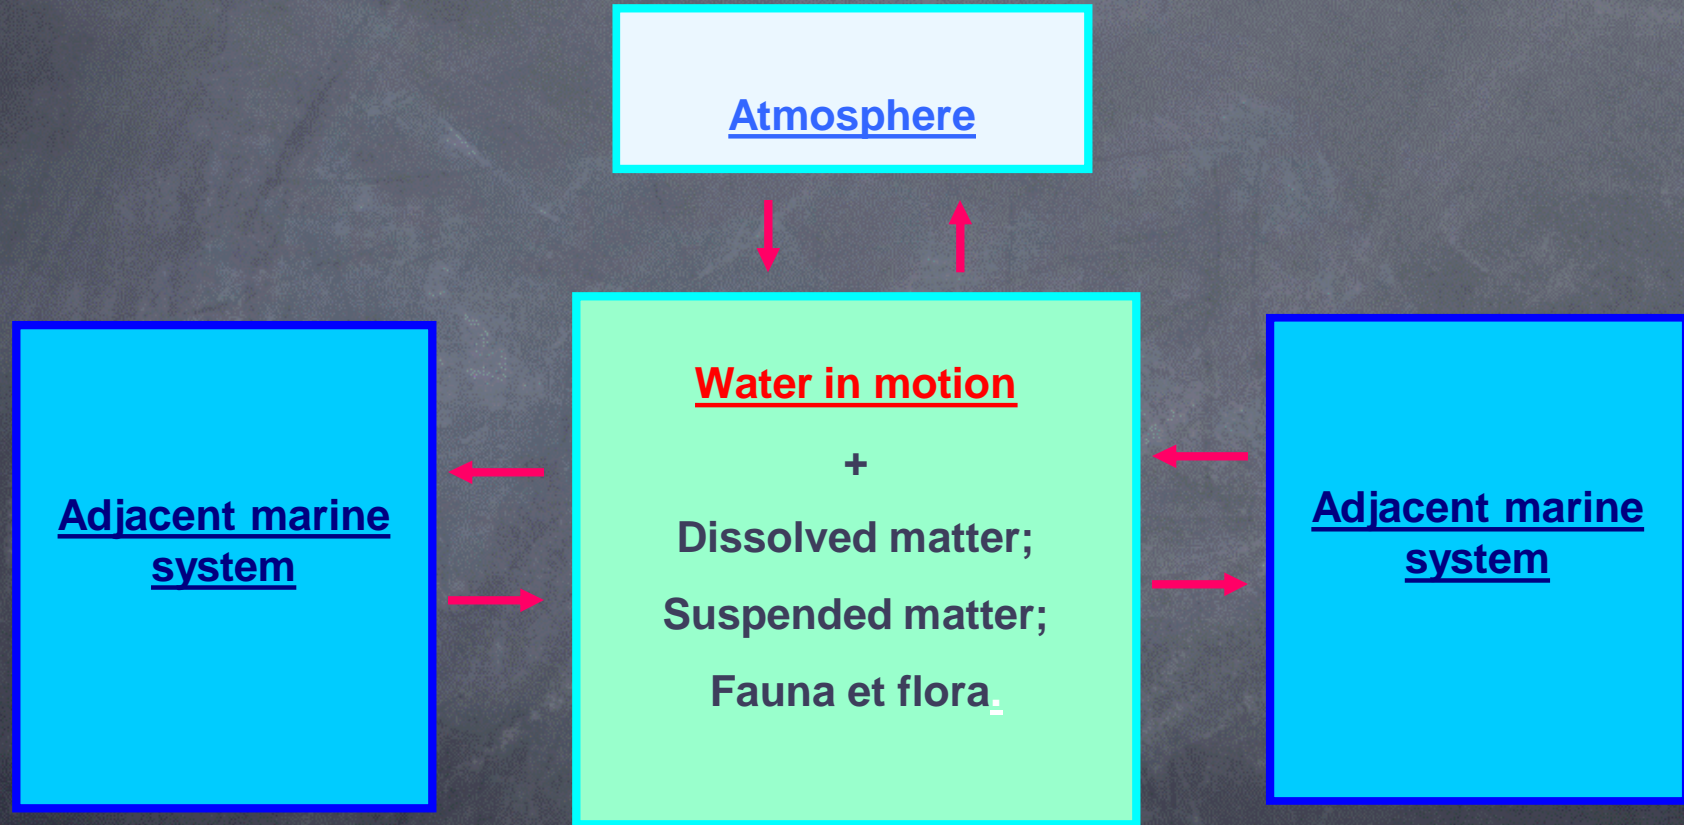 Atmosphere
Water in motion
+
Dissolved matter;
Suspended matter;
Fauna et flora.
Adjacent marine
system
Adjacent marine
system